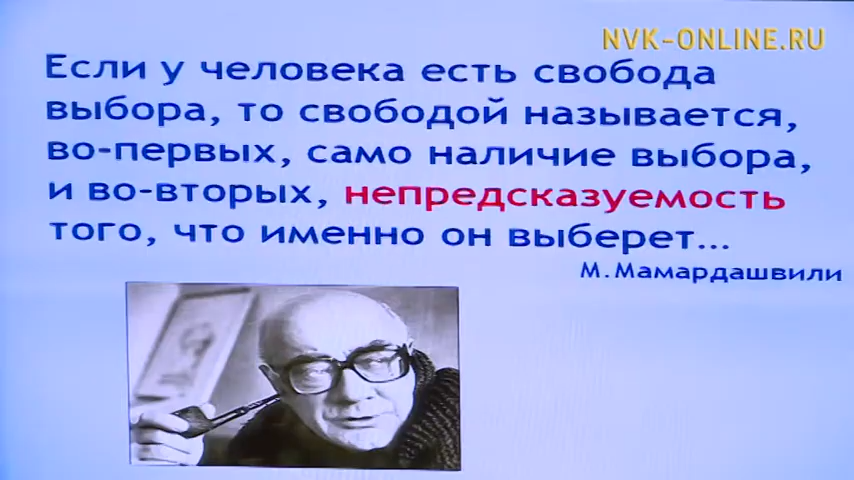 NVK-ONLINE.RU
Если у человека есть свобода
выбора, то свободой называется,
во-первых, само наличие выбора,
и во-вторых, непредсказуемость
того, что именно он выберет...
М.Мамардашвили